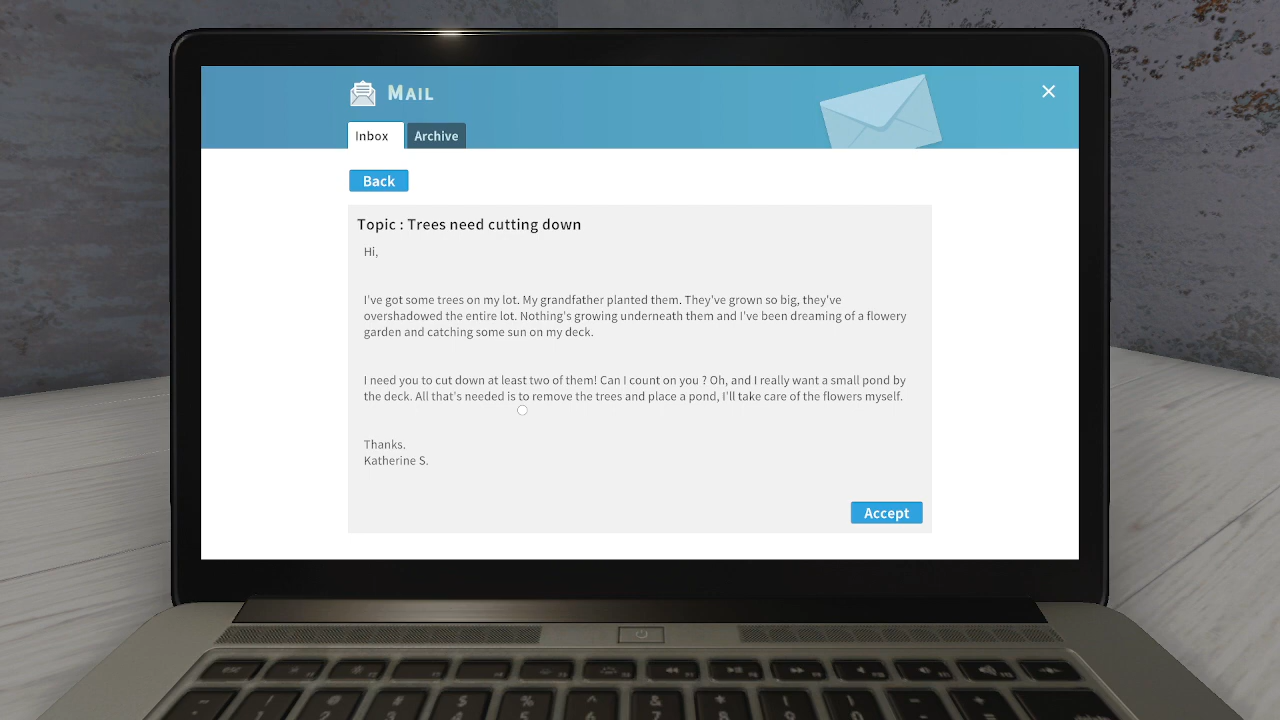 MAIL
Inbox
Archive
Back
Topic : Trees need cutting down
Hi,
I've got some trees on my lot. My grandfather planted them. They've grown so big, they've
overshadowed the entire lot. Nothing's growing underneath them and I've been dreaming of a flowery
garden and catching some sun on my deck.
I need you to cut down at least two of them! Can I count on you ? Oh, and I really want a small pond by
the deck. All that's needed is to remove the trees and place a pond, I'll take care of the flowers myself.
Thanks.
Katherine S.
Accept